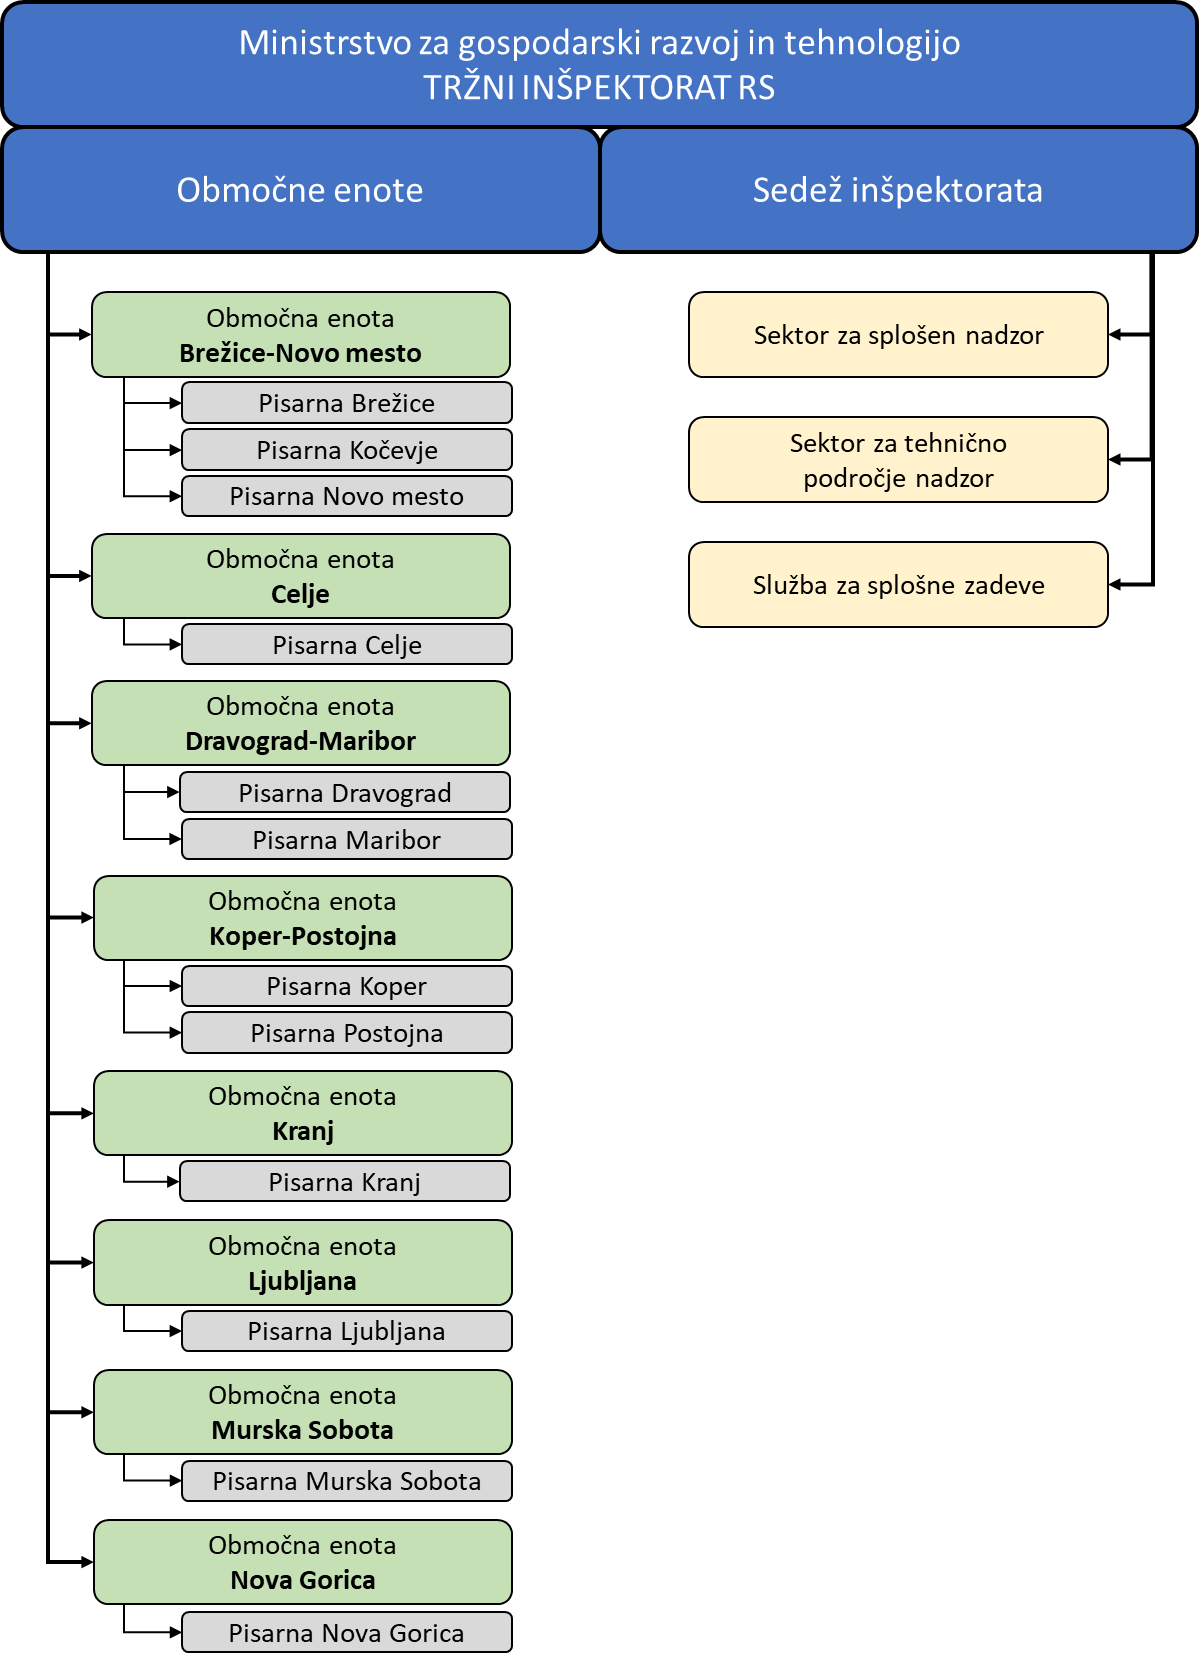 Ministrstvo za gospodarski razvoj in tehnologijo
TRŽNI INŠPEKTORAT RS
Območne enote
Sedež inšpektorata
Območna enota
Brežice-Novo mesto
Pisarna Brežice
Pisarna Kočevje
Pisarna Novo mesto
Območna enota
Celje
Pisarna Celje
Območna enota
Dravograd-Maribor
Pisarna Dravograd
Pisarna Maribor
Območna enota
Koper-Postojna
Pisarna Koper
Pisarna Postojna
Območna enota
Kranj
Pisarna Kranj
Območna enota
Ljubljana
Pisarna Ljubljana
Območna enota
Murska Sobota
Pisarna Murska Sobota
Območna enota
Nova Gorica
Pisarna Nova Gorica
Sektor za splošen nadzor
Sektor za tehnično
področje nadzor
Služba za splošne zadeve